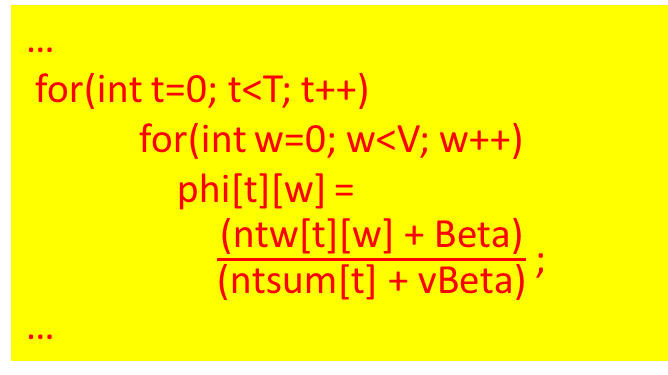 ...
for(int t=0; t<T; t++)
for(int w=0; w<V; w++)
phi[t][w] =
(ntw[t][w] + Beta)
(ntsum[t] + vBeta) ;
...